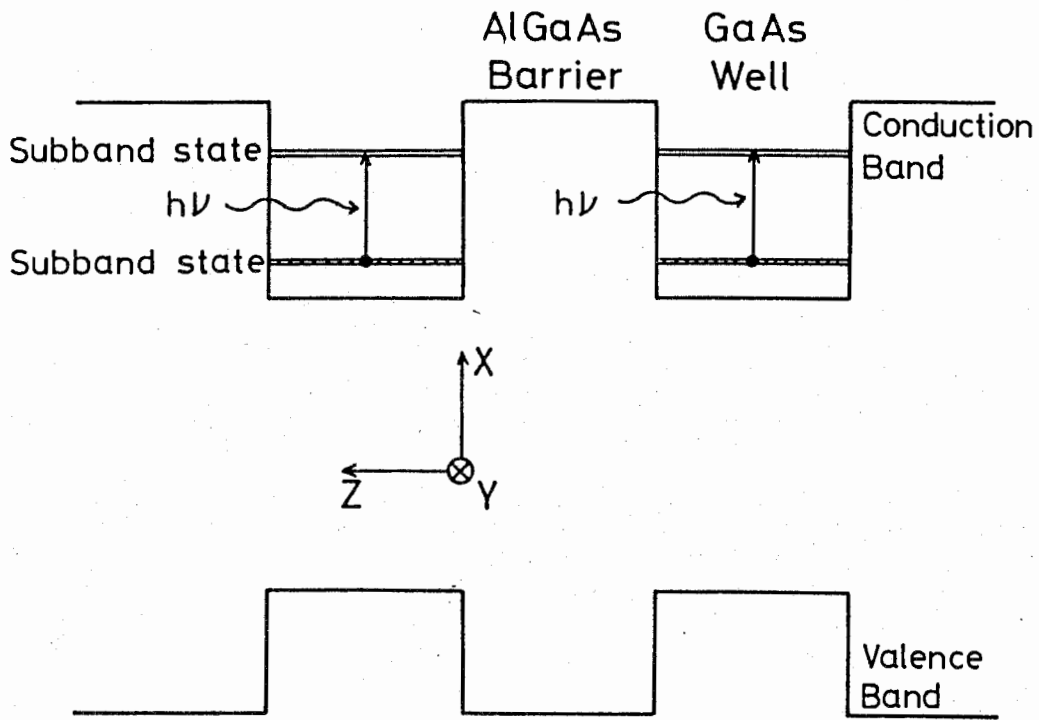 AlGaAs
Barrier
GaAs
Well
Conduction
Band
Subband state
hν
hν
Subband state
X
Z
Y
Valence
Band